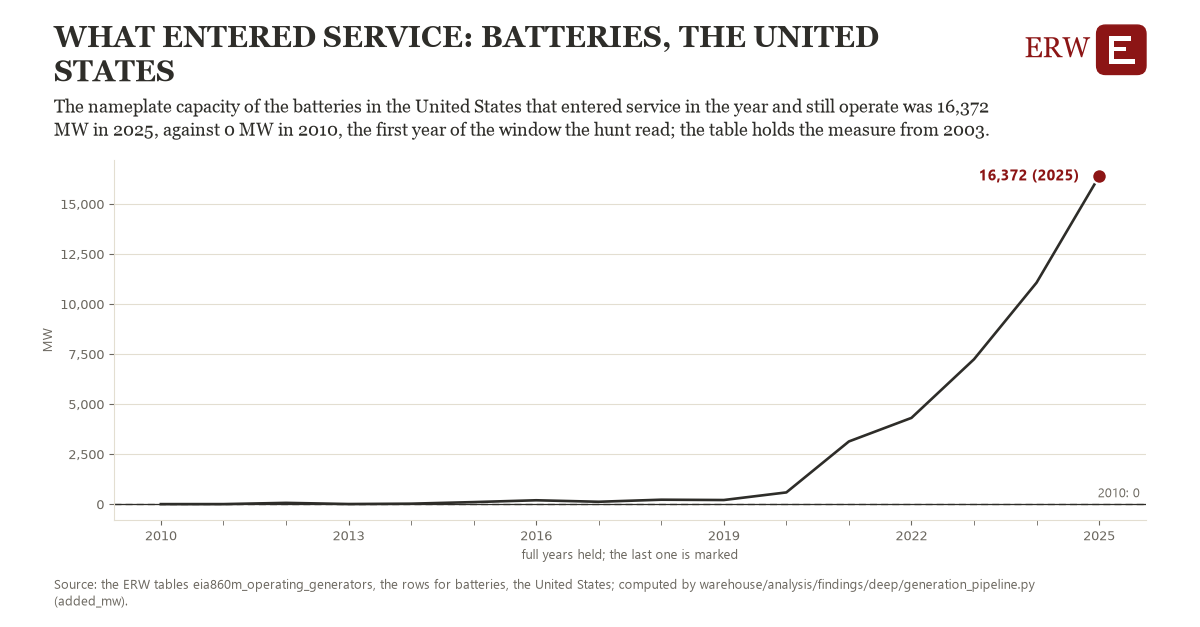 WHAT ENTERED SERVICE: BATTERIES, THE UNITED
STATES
ERW E
The nameplate capacity of the batteries in the United States that entered service in the year and still operate was 16,372
MW in 2025, against 0 MW in 2010, the first year of the window the hunt read; the table holds the measure from 2003.
16,372 (2025)
15,000
12,500
10,000
7,500
5,000
2,500
0
MW
2010: 0
2010 2013 2016 2019 2022 2025
full years held; the last one is marked
Source: the ERW tables eia860m_operating_generators, the rows for batteries, the United States; computed by warehouse/analysis/findings/deep/generation_pipeline.py
(added_mw).